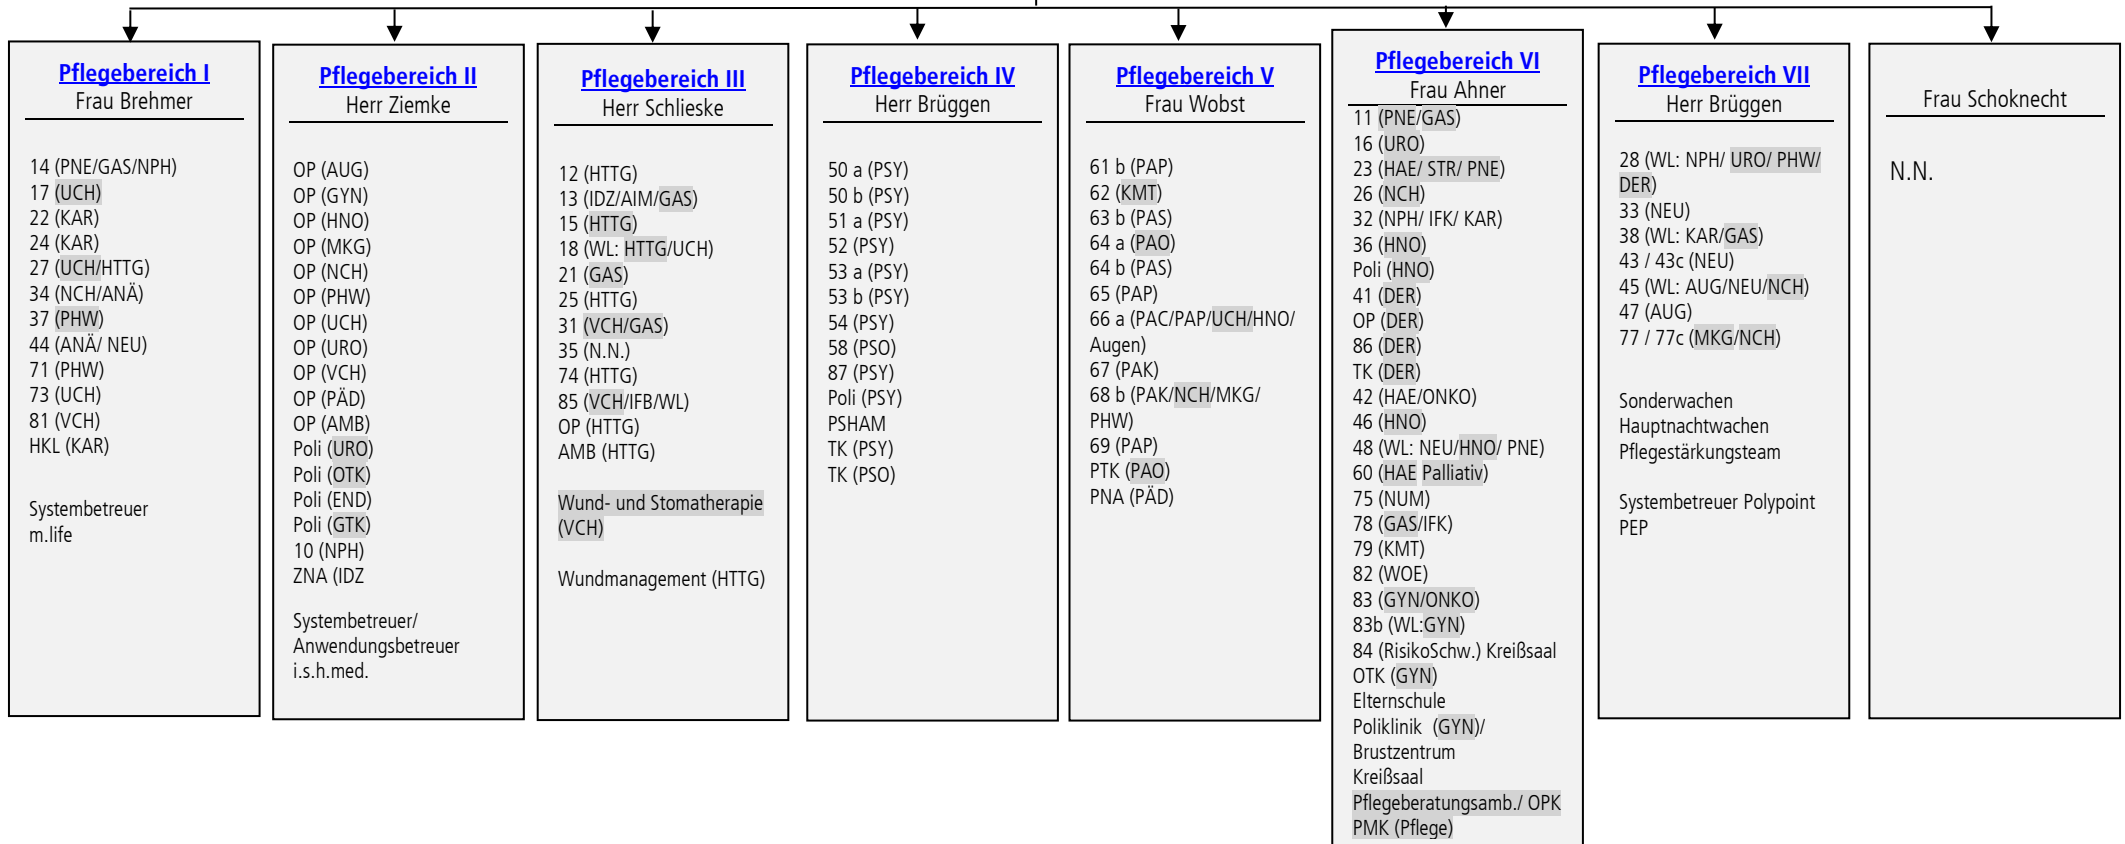 Pflegebereich I
Frau Brehmer
14 (PNE/GAS/NPH)
17 (UCH)
22 (KAR)
24 (KAR)
27 (UCH/HTTG)
34 (NCH/ANÄ)
37 (PHW)
44 (ANÄ/ NEU)
71 (PHW)
73 (UCH)
81 (VCH)
HKL (KAR)
Systembetreuer
m.life
Pflegebereich II
Herr Ziemke
OP (AUG)
OP (GYN)
OP (HNO)
OP (MKG)
OP (NCH)
OP (PHW)
OP (UCH)
OP (URO)
OP (VCH)
OP (PÄD)
OP (AMB)
Poli (URO)
Poli (OTK)
Poli (END)
Poli (GTK)
10 (NPH)
ZNA (IDZ
Systembetreuer/
Anwendungsbetreuer
i.s.h.med.
Pflegebereich III
Herr Schlieske
12 (HTTG)
13 (IDZ/AIM/GAS)
15 (HTTG)
18 (WL: HTTG/UCH)
21 (GAS)
25 (HTTG)
31 (VCH/GAS)
35 (N.N.)
74 (HTTG)
85 (VCH/IFB/WL)
OP (HTTG)
AMB (HTTG)
Wund- und Stomatherapie
(VCH)
Wundmanagement (HTTG)
Pflegebereich IV
Herr Brüggen
50 a (PSY)
50 b (PSY)
51 a (PSY)
52 (PSY)
53 a (PSY)
53 b (PSY)
54 (PSY)
58 (PSO)
87 (PSY)
Poli (PSY)
PSHAM
TK (PSY)
TK (PSO)
Pflegebereich V
Frau Wobst
61 b (PAP)
62 (KMT)
63 b (PAS)
64 a (PAO)
64 b (PAS)
65 (PAP)
66 a (PAC/PAP/UCH/HNO/
Augen)
67 (PAK)
68 b (PAK/NCH/MKG/
PHW)
69 (PAP)
PTK (PAO)
PNA (PÄD)
Pflegebereich VI
Frau Ahner
11 (PNE/GAS)
16 (URO)
23 (HAE/ STR/ PNE)
26 (NCH)
32 (NPH/ IFK/ KAR)
36 (HNO)
Poli (HNO)
41 (DER)
OP (DER)
86 (DER)
TK (DER)
42 (HAE/ONKO)
46 (HNO)
48 (WL: NEU/HNO/ PNE)
60 (HAE Palliativ)
75 (NUM)
78 (GAS/IFK)
79 (KMT)
82 (WOE)
83 (GYN/ONKO)
83b (WL:GYN)
84 (RisikoSchw.) Kreißsaal
OTK (GYN)
Elternschule
Poliklinik (GYN)/
Brustzentrum
Kreißsaal
Pflegeberatungsamb./ OPK
PMK (Pflege)
Pflegebereich VII
Herr Brüggen
28 (WL: NPH/ URO/ PHW/
DER)
33 (NEU)
38 (WL: KAR/GAS)
43 / 43c (NEU)
45 (WL: AUG/NEU/NCH)
47 (AUG)
77 / 77c (MKG/NCH)
Sonderwachen
Hauptnachtwachen
Pflegestärkungsteam
Systembetreuer Polypoint
PEP
Frau Schoknecht
N.N.